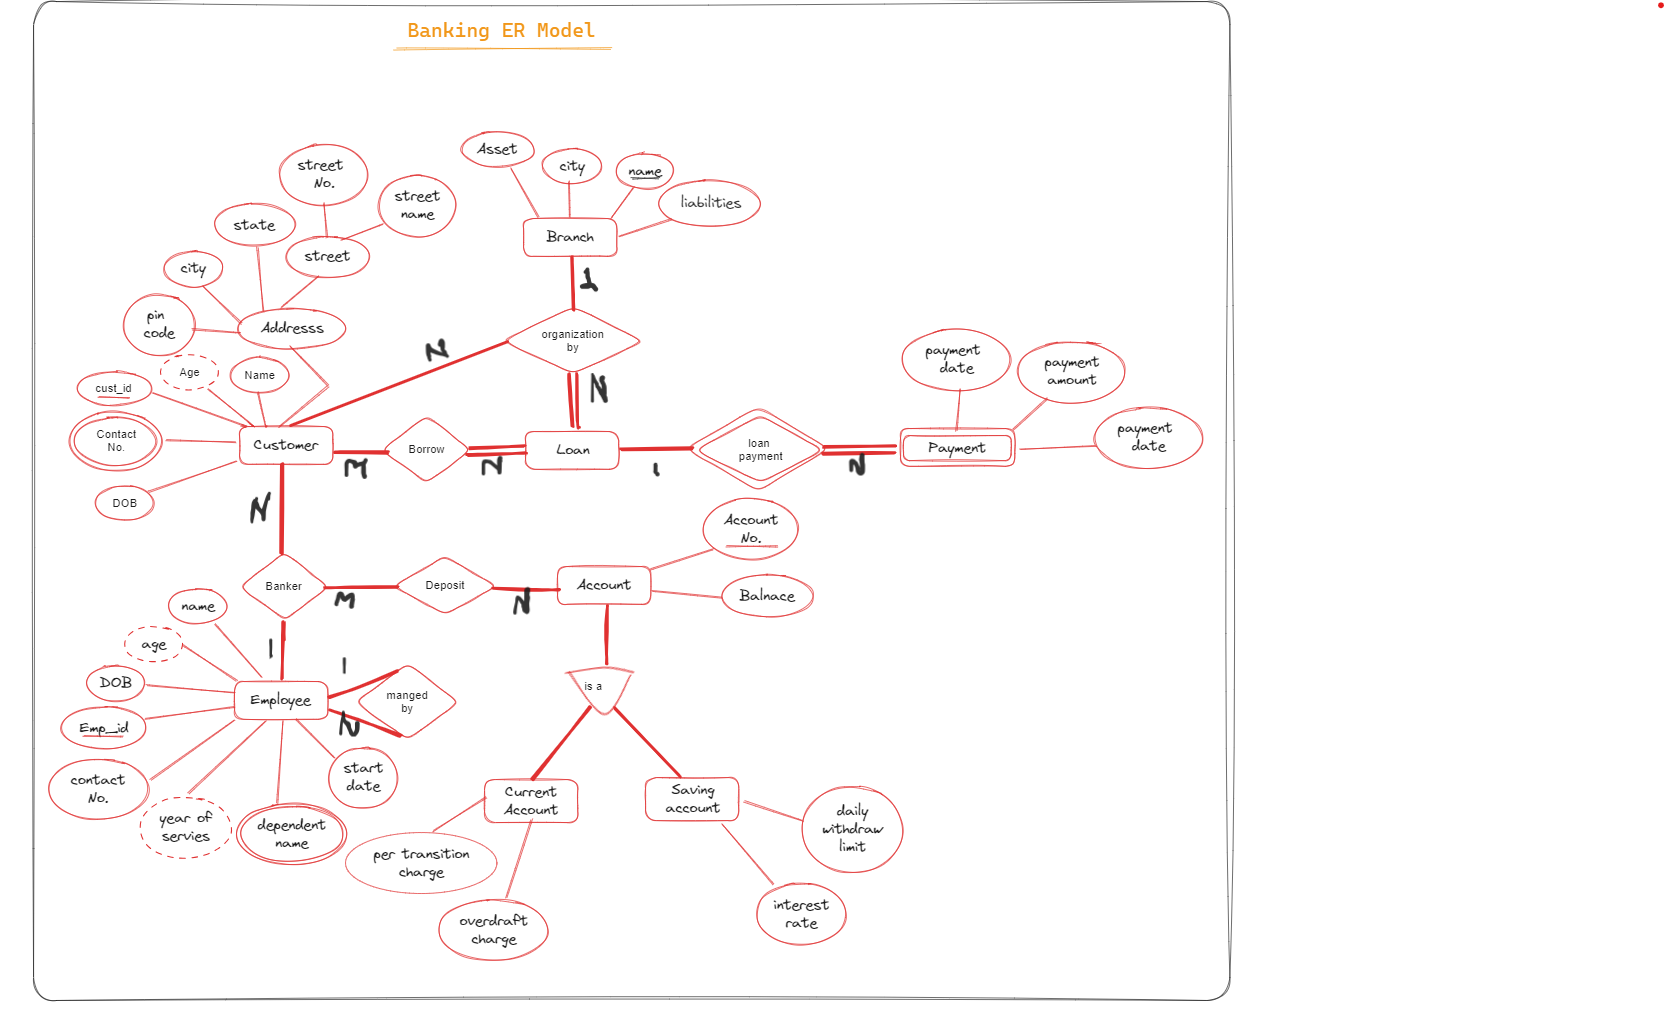 Banking ER Model
Asset
city
name
liabilities
street
No.
street
name
state
street
Branch
city
1
pin
code
Addresss
organization
by
N
N
payment
date
payment
amount
Age
Name
cust_id
Contact
No.
Customer
Borrow
Loan
loan
payment
Payment
payment
date
M
N
1
N
DOB
N
Account
No.
Banker
Deposit
Account
Balnace
M
N
name
age
1
1
DOB
is a
Employee
manged
by
Emp_id
N
contact
No.
start
date
Current
Account
Saving
account
year of
servies
dependent
name
daily
withdraw
limit
per transition
charge
interest
rate
overdraft
charge